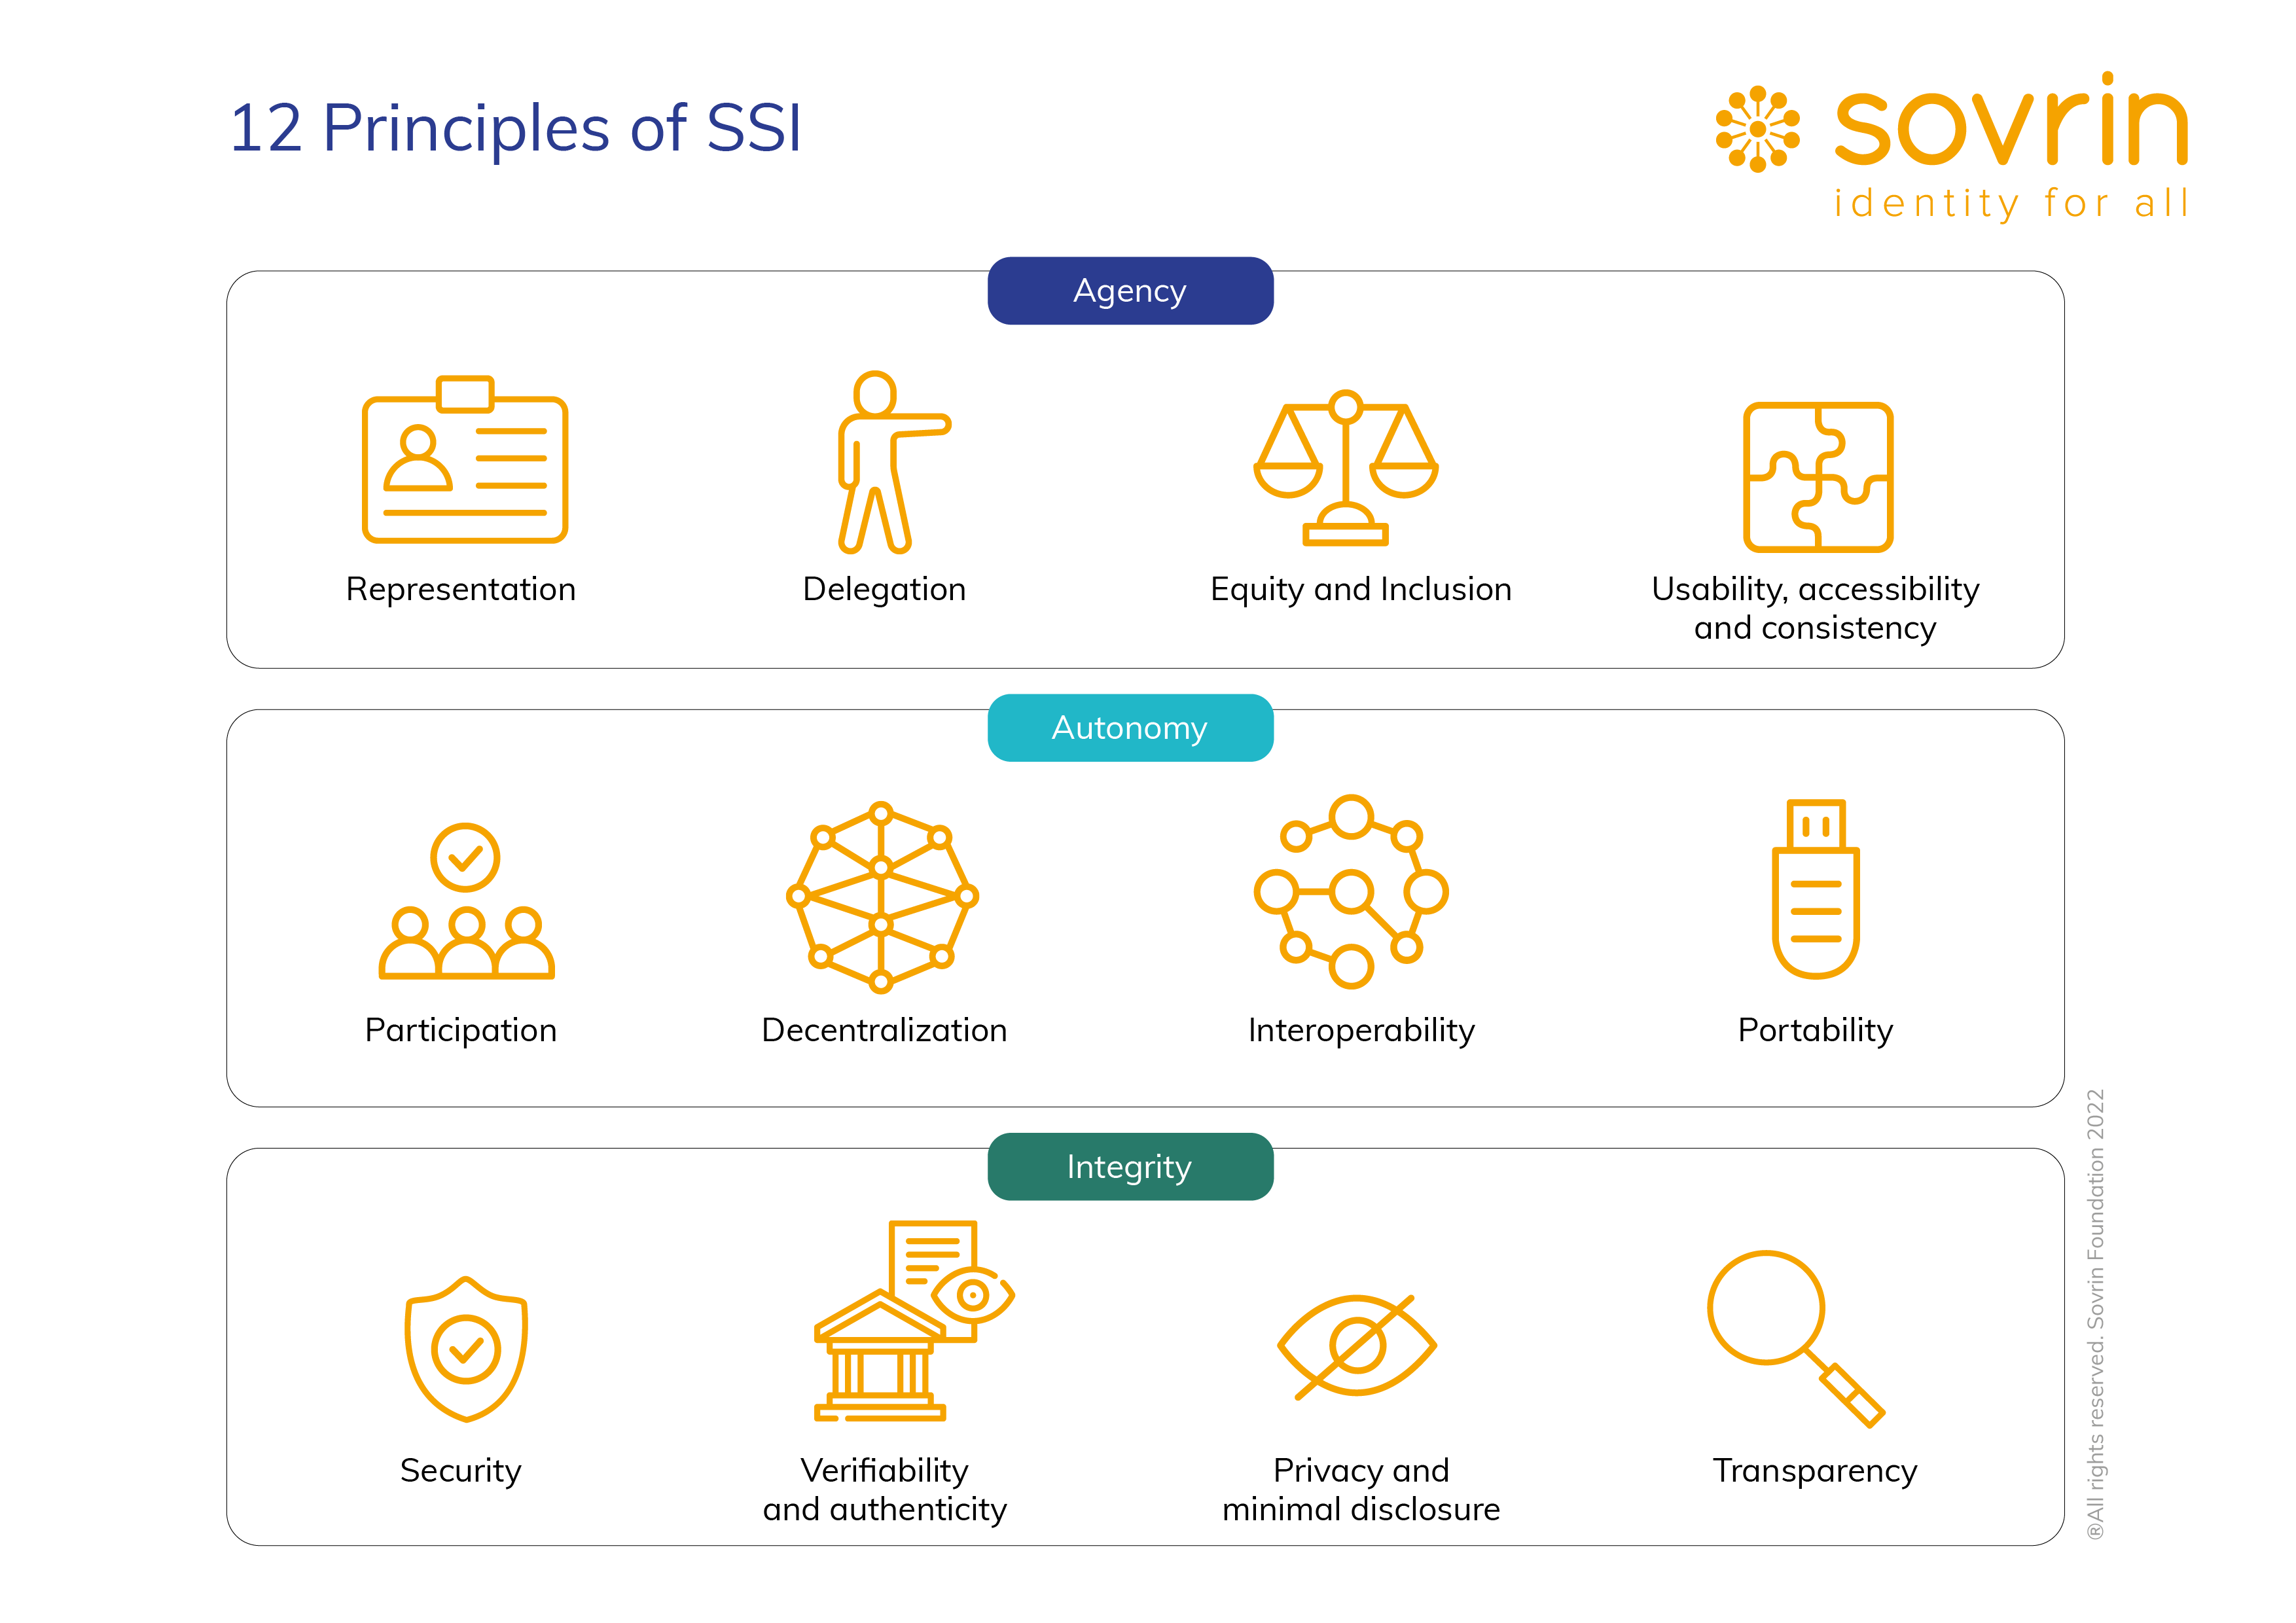 12 Principles of SSI
sovrin
identity for all
Agency
Representation
Delegation
Equity and Inclusion
Usability, accessibility
and consistency
Autonomy
Participation
Decentralization
Interoperability
Portability
Integrity
Security
Verifiability
and authenticity
Privacy and
minimal disclosure
Transparency
®All rights reserved. Sovrin Foundation 2022